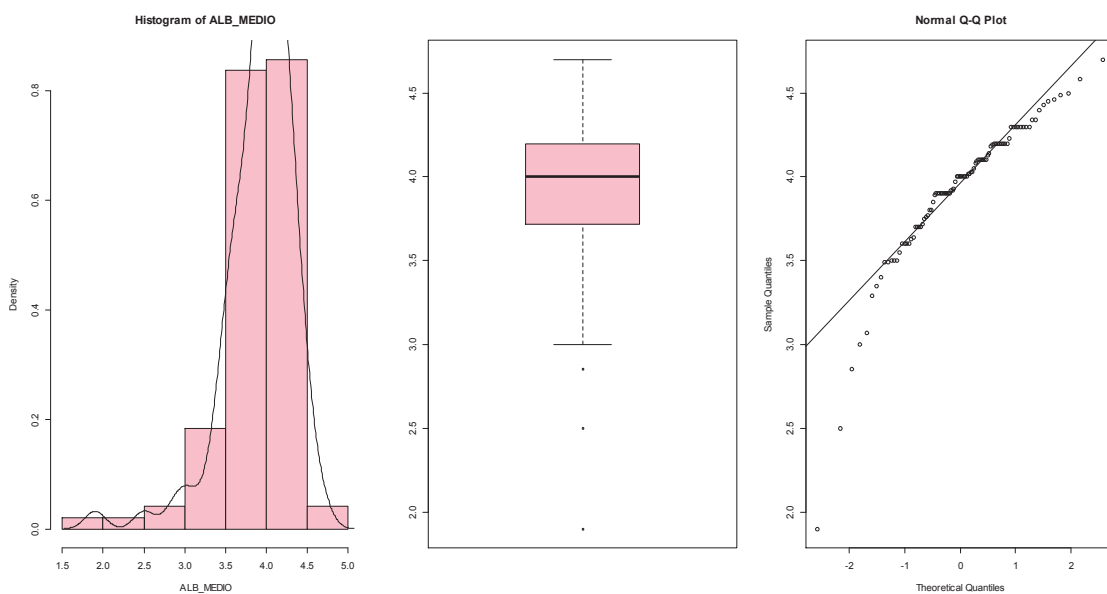 Histogram of ALB_MEDIO
Density
0.0
0.2
0.4
0.6
0.8
1.5 2.0 2.5 3.0 3.5 4.0 4.5 5.0
ALB_MEDIO
2.0
2.5
3.0
3.5
4.0
4.5
Normal Q-Q Plot
Sample Quantiles
2.0
2.5
3.0
3.5
4.0
4.5
-2 -1 0 1 2
Theoretical Quantiles